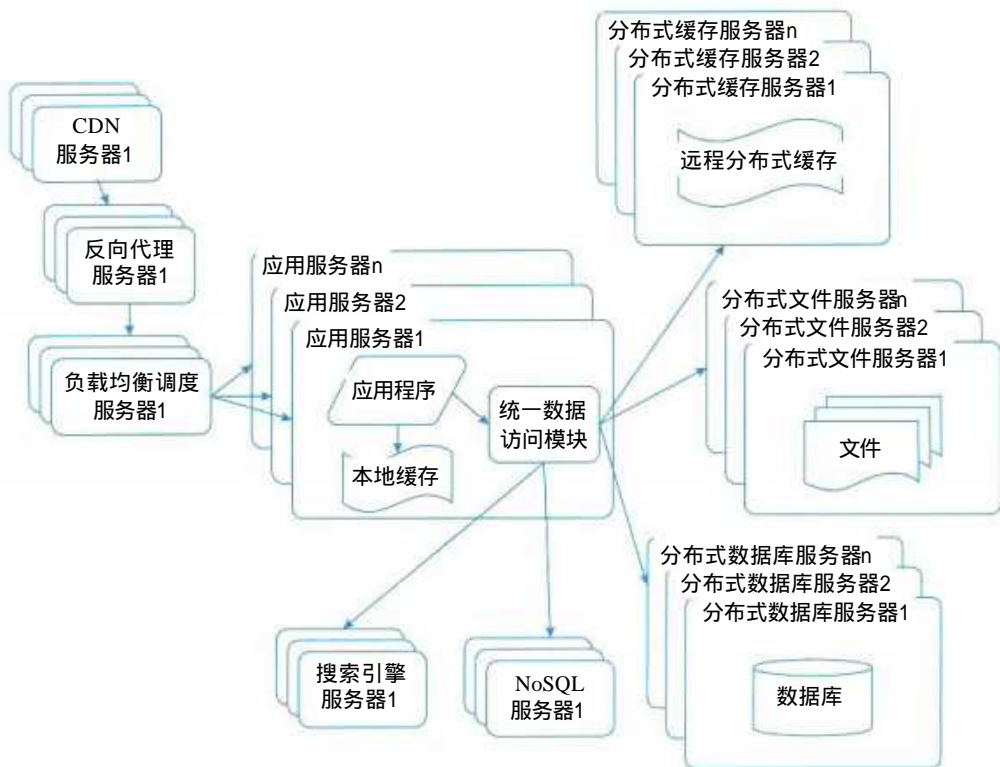 分布式缓存服务器n
分布式缓存服务器2
分布式缓存服务器1
远程分布式缓存
CDN
服务器1
反向代理
服务器1
负载均衡调度
服务器1
应用服务器n
应用服务器2
应用服务器1
应用程序
本地缓存
统一数据
访问模块
分布式文件服务器n
分布式文件服务器2
分布式文件服务器1
文件
分布式数据库服务器n
分布式数据库服务器2
分布式数据库服务器1
数据库
搜索引擎
服务器1
NoSQL
服务器1